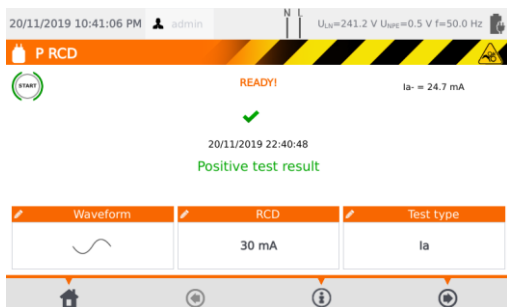 20/11/2019 10:41:06 PM admin N L ULN=241.2 V UNPE=0.5 V f=50.0 Hz
P RCD
START READY! Ia- = 24.7 mA
20/11/2019 22:40:48
Positive test result
Waveform RCD Test type
30 mA Ia